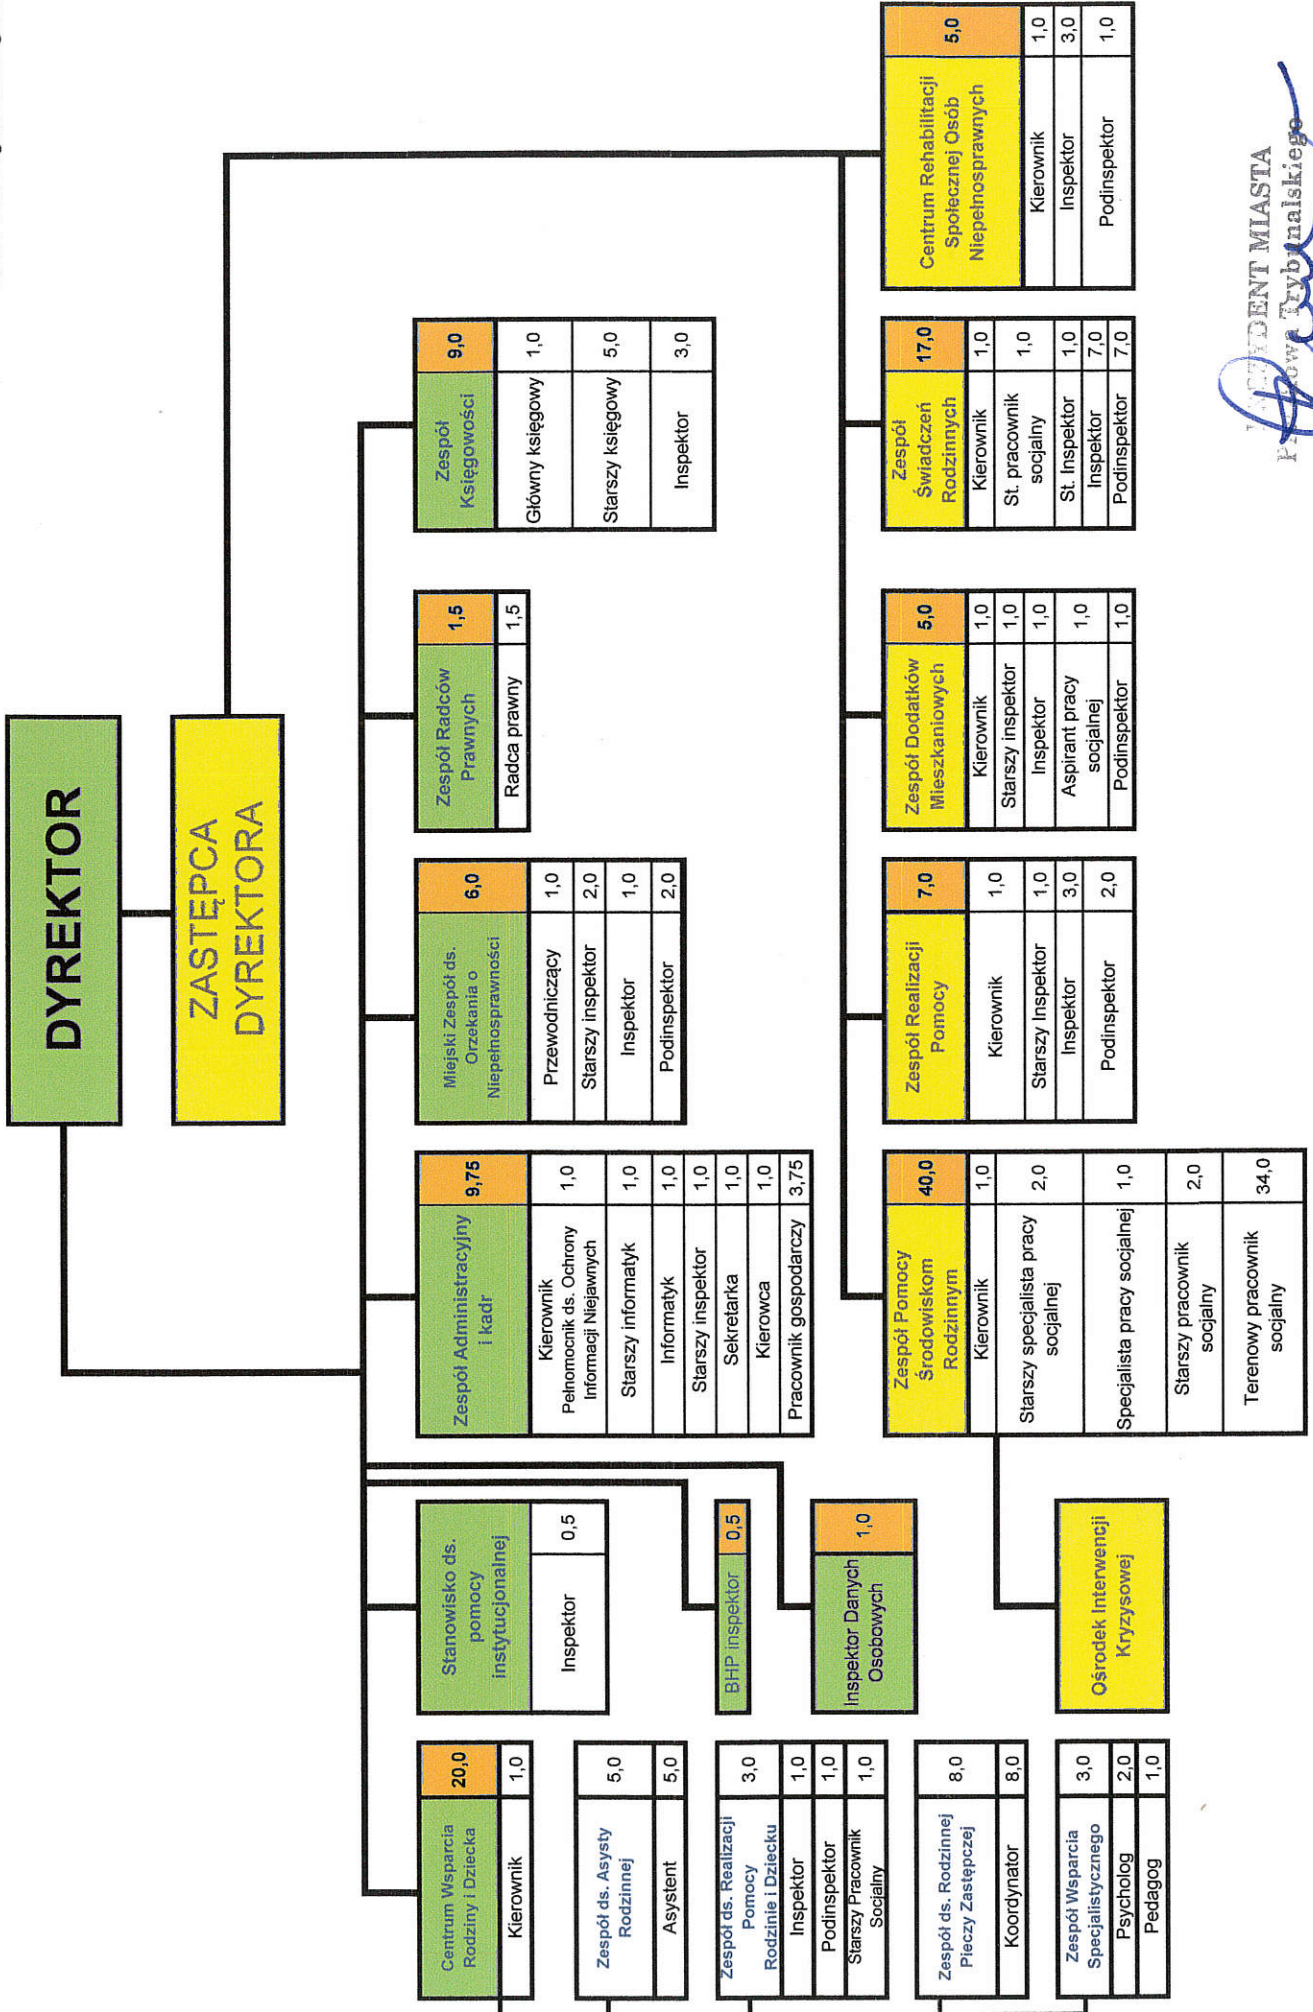 DYREKTOR
ZASTĘPCA
DYREKTORA
Centrum Wsparcia
Rodziny i Dziecka
20,0
Kierownik
1,0
Zespół ds. Asysty
Rodzinnej
5,0
Asystent
5,0
Zespół ds. Realizacji
Pomocy
Rodzinie i Dziecku
3,0
Inspektor
1,0
Podinspektor
1,0
Starszy Pracownik
Socjalny
1,0
Zespół ds. Rodzinnej
Pieczy Zastępczej
8,0
Koordynator
8,0
Zespół Wsparcia
Specjalistycznego
3,0
Psycholog
2,0
Pedagog
1,0
Stanowisko ds.
pomocy
instytucjonalnej
Inspektor
0,5
BHP inspektor
0,5
Inspektor Danych
Osobowych
1,0
Ośrodek Interwencji
Kryzysowej
Zespół Administracyjny
i kadr
9,75
Kierownik
Pełnomocnik ds. Ochrony
Informacji Niejawnych
1,0
Starszy informatyk
1,0
Informatyk
1,0
Starszy inspektor
1,0
Sekretarka
1,0
Kierowca
1,0
Pracownik gospodarczy
3,75
Miejski Zespół ds.
Orzekania o
Niepełnosprawności
6,0
Przewodniczący
1,0
Starszy inspektor
2,0
Inspektor
1,0
Podinspektor
2,0
Zespół Radców
Prawnych
1,5
Radca prawny
1,5
Zespół
Księgowości
9,0
Główny księgowy
1,0
Starszy księgowy
5,0
Inspektor
3,0
Zespół Pomocy
Środowiskom
Rodzinnym
40,0
Kierownik
1,0
Starszy specjalista pracy
socjalnej
2,0
Specjalista pracy socjalnej
1,0
Starszy pracownik
socjalny
2,0
Terenowy pracownik
socjalny
34,0
Zespół Realizacji
Pomocy
7,0
Kierownik
1,0
Starszy Inspektor
1,0
Inspektor
3,0
Podinspektor
2,0
Zespół Dodatków
Mieszkaniowych
5,0
Kierownik
1,0
Starszy inspektor
1,0
Inspektor
1,0
Aspirant pracy
socjalnej
1,0
Podinspektor
1,0
Zespół
Świadczeń
Rodzinnych
17,0
Kierownik
1,0
St. pracownik
socjalny
1,0
St. Inspektor
1,0
Inspektor
7,0
Podinspektor
7,0
Centrum Rehabilitacji
Społecznej Osób
Niepełnosprawnych
5,0
Kierownik
1,0
Inspektor
3,0
Podinspektor
1,0
PREZYDENT MIASTA
Piotrkowa Trybunalskiego